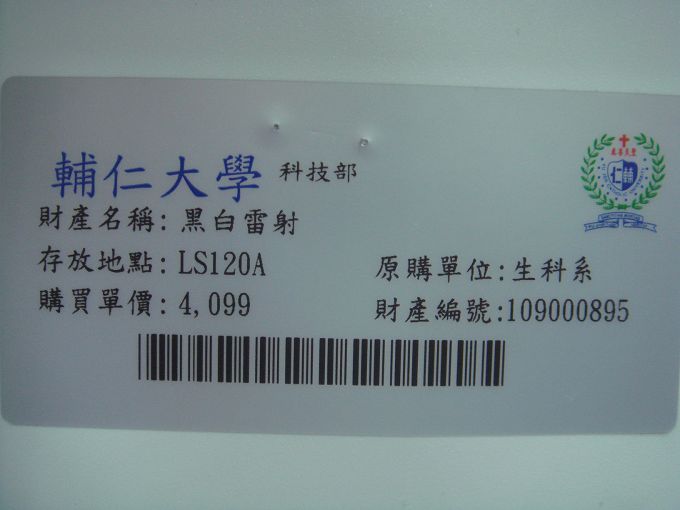 輔仁大學 科技部
財產名稱: 黑白雷射
存放地點: LS120A
原購單位:生科系
購買單價: 4,099
財產編號:109000895
仁輔